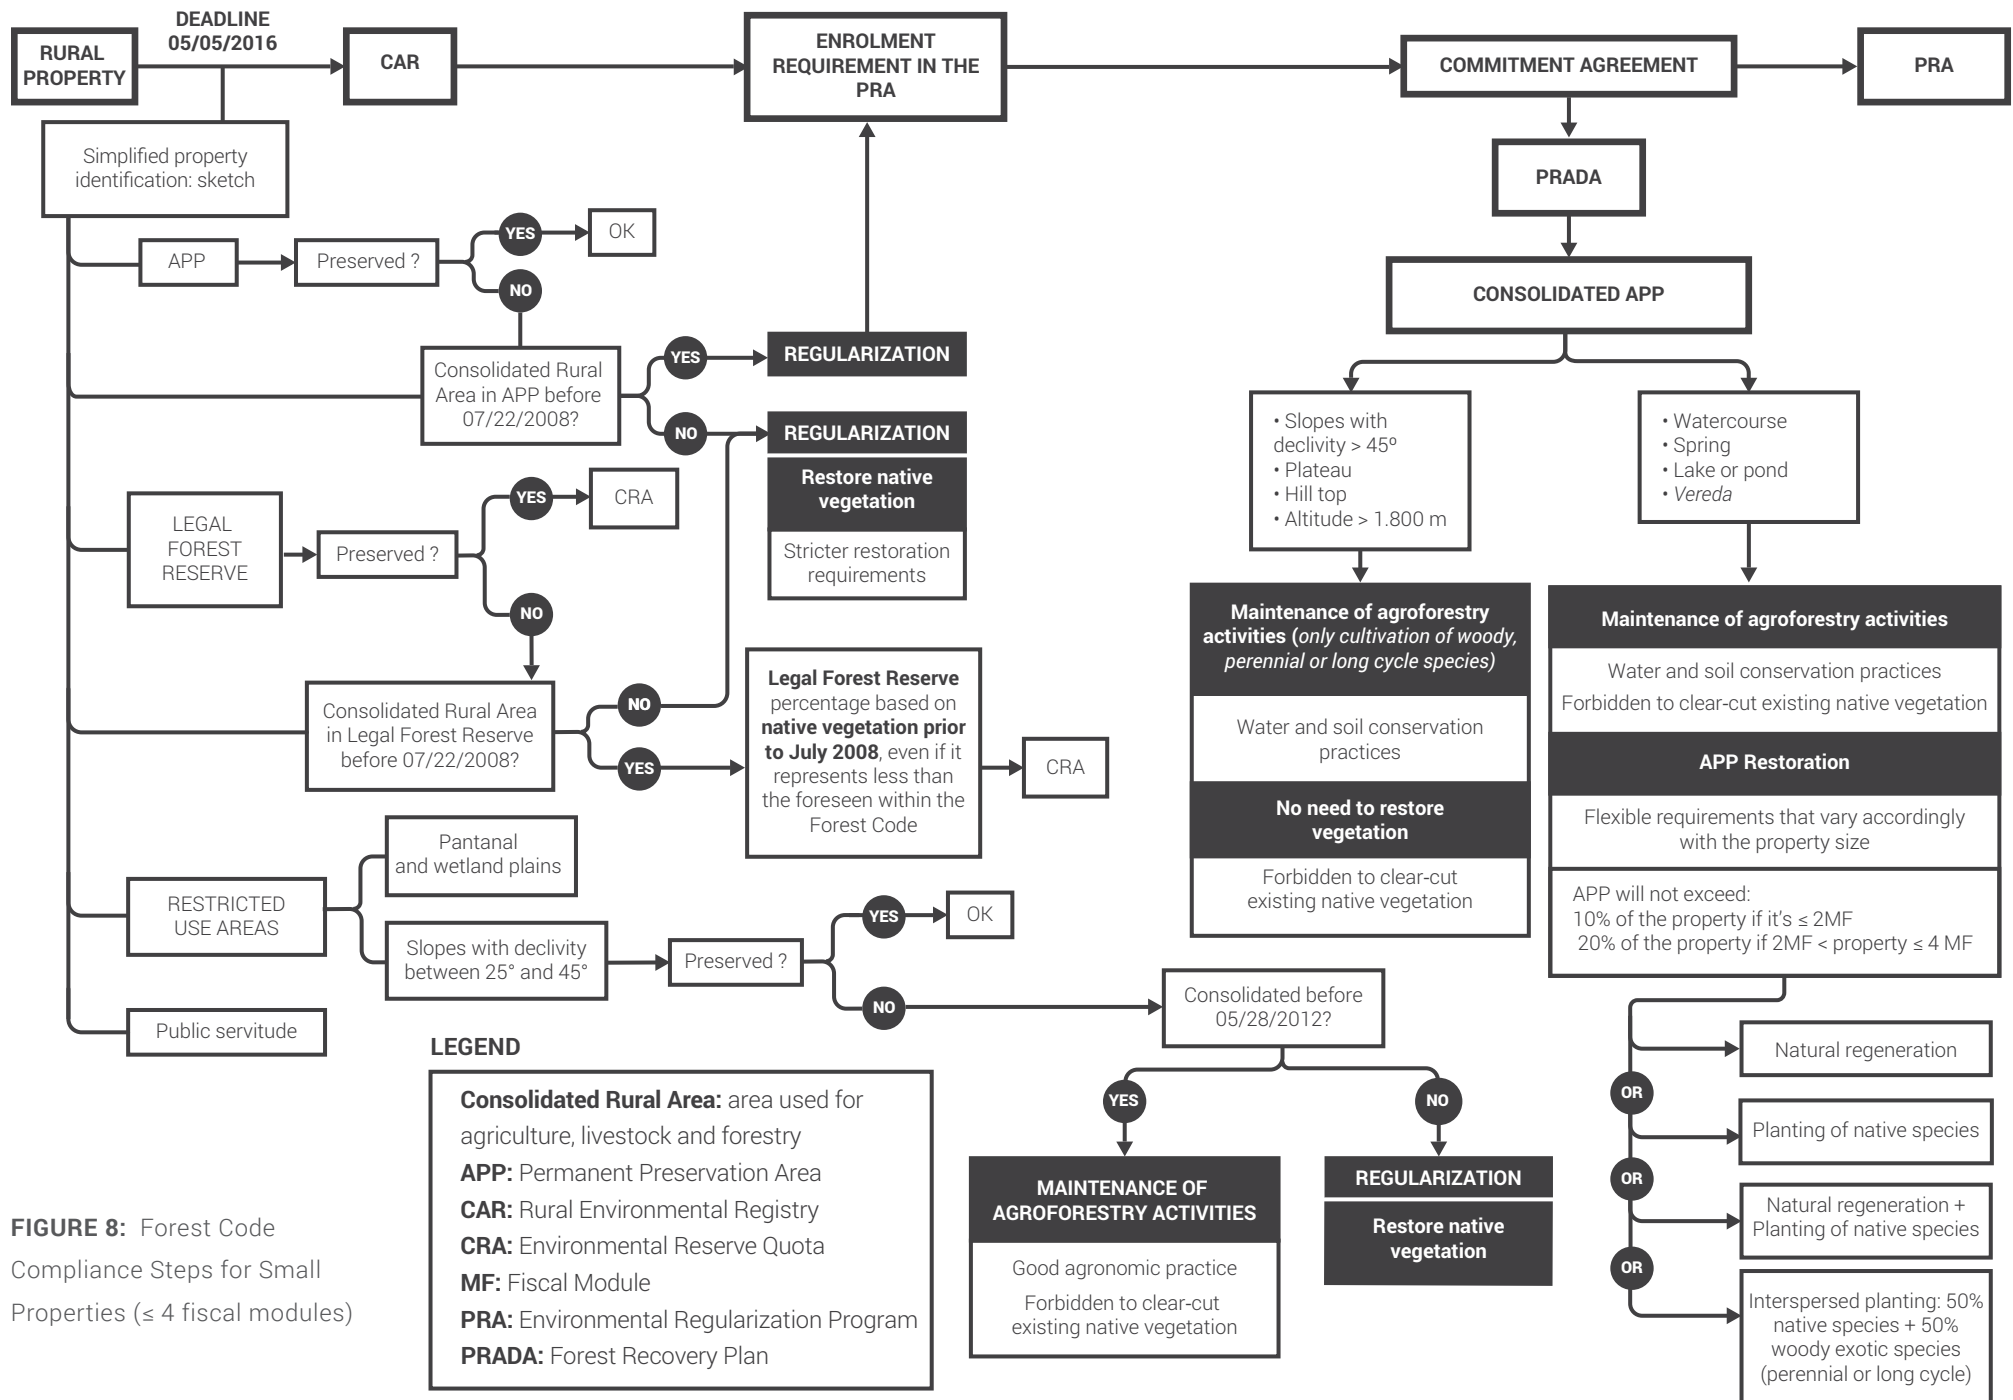 DEADLINE
05/05/2016
RURAL
PROPERTY
CAR
ENROLMENT
REQUIREMENT IN THE
PRA
COMMITMENT AGREEMENT
PRA
Simplified property
identification: sketch
PRADA
APP
Preserved ?
YES
OK
NO
CONSOLIDATED APP
Consolidated Rural
Area in APP before
07/22/2008?
YES
REGULARIZATION
NO
REGULARIZATION
Restore native
vegetation
Stricter restoration
requirements
• Slopes with
declivity > 45º
• Plateau
• Hill top
• Altitude > 1.800 m
• Watercourse
• Spring
• Lake or pond
• Vereda
LEGAL
FOREST
RESERVE
Preserved ?
YES
CRA
NO
Consolidated Rural Area
in Legal Forest Reserve
before 07/22/2008?
NO
YES
Legal Forest Reserve
percentage based on
native vegetation prior
to July 2008, even if it
represents less than
the foreseen within the
Forest Code
CRA
Maintenance of agroforestry
activities (only cultivation of woody,
perennial or long cycle species)
Water and soil conservation
practices
No need to restore
vegetation
Forbidden to clear-cut
existing native vegetation
Maintenance of agroforestry activities
Water and soil conservation practices
Forbidden to clear-cut existing native vegetation
APP Restoration
Flexible requirements that vary accordingly
with the property size
APP will not exceed:
10% of the property if it's ≤ 2MF
20% of the property if 2MF < property ≤ 4 MF
RESTRICTED
USE AREAS
Pantanal
and wetland plains
Slopes with declivity
between 25° and 45°
Preserved ?
YES
OK
NO
Consolidated before
05/28/2012?
YES
MAINTENANCE OF
AGROFORESTRY ACTIVITIES
Good agronomic practice
Forbidden to clear-cut
existing native vegetation
NO
REGULARIZATION
Restore native
vegetation
Natural regeneration
OR
Planting of native species
OR
Natural regeneration +
Planting of native species
OR
Interspersed planting: 50%
native species + 50%
woody exotic species
(perennial or long cycle)
Public servitude
LEGEND
Consolidated Rural Area: area used for
agriculture, livestock and forestry
APP: Permanent Preservation Area
CAR: Rural Environmental Registry
CRA: Environmental Reserve Quota
MF: Fiscal Module
PRA: Environmental Regularization Program
PRADA: Forest Recovery Plan
FIGURE 8: Forest Code
Compliance Steps for Small
Properties (≤ 4 fiscal modules)